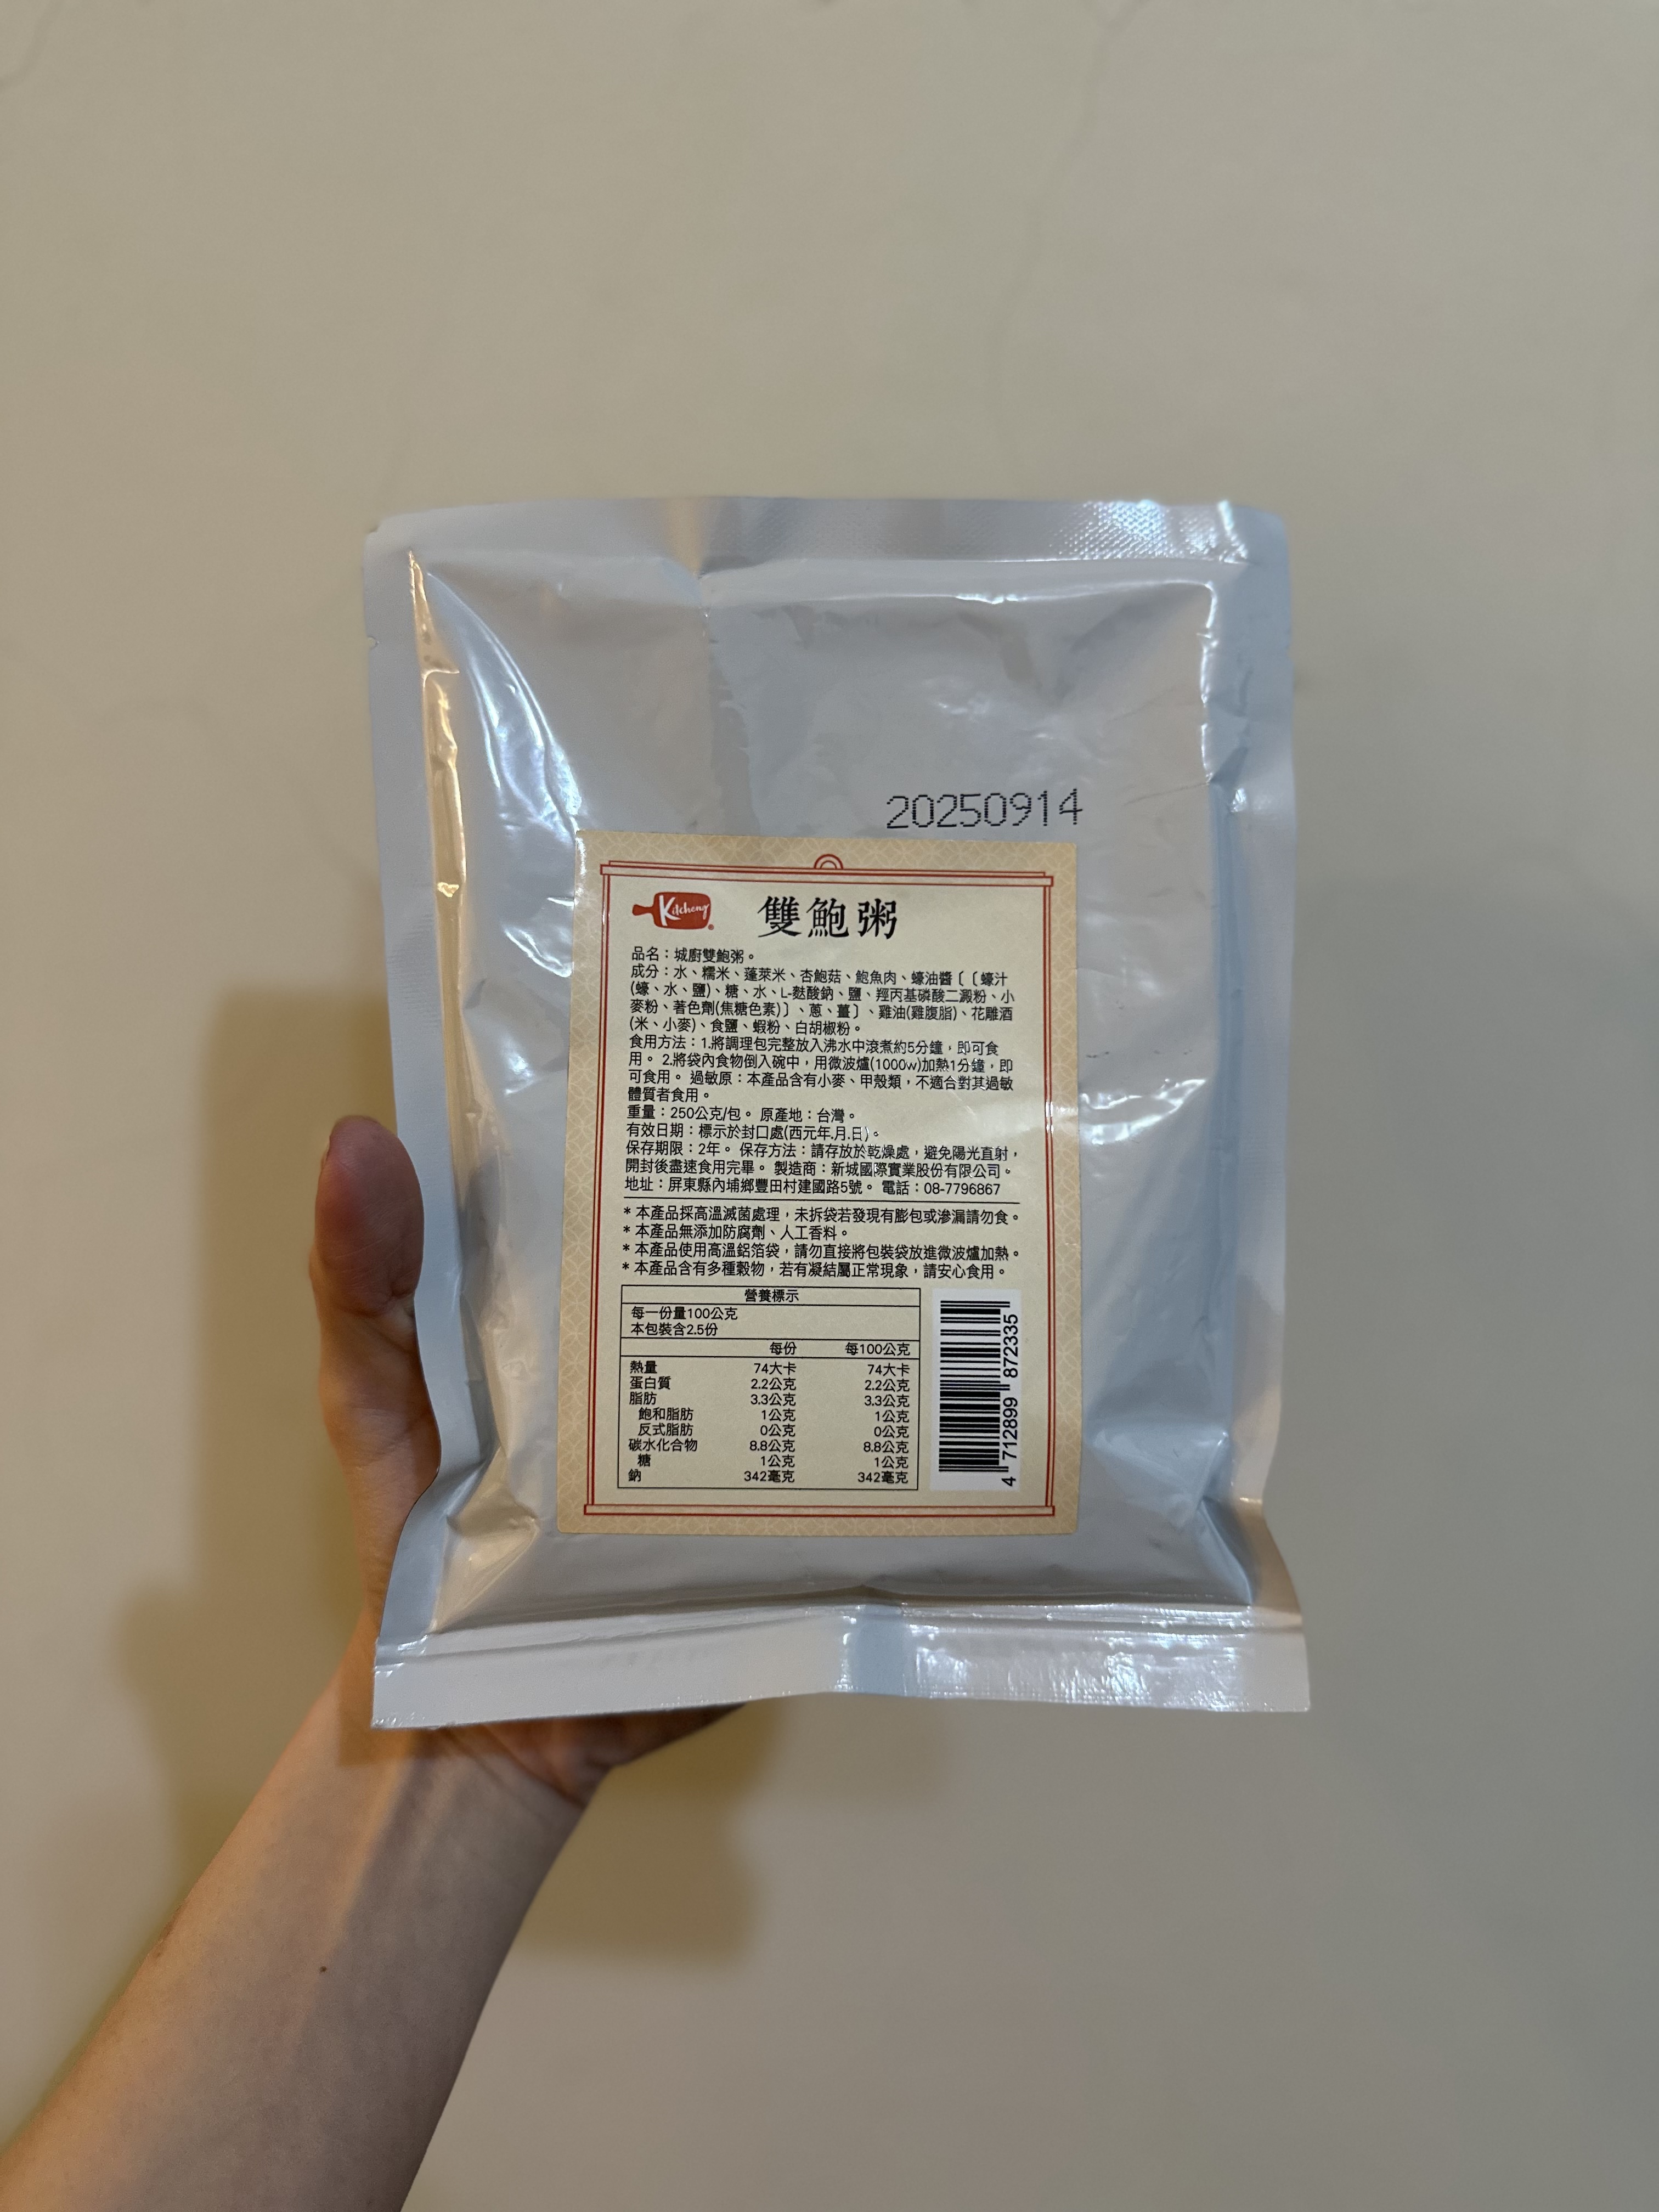 20250914
Kitcheng
雙鮑粥
品名：城廚雙鮑粥。
成分：水、糯米、蓬萊米、杏鮑菇、鮑魚肉、蠔油醬〔〔蠔汁
(蠔、水、鹽)、糖、水、L-麩酸鈉、鹽、羥丙基磷酸二澱粉、小
麥粉、著色劑(焦糖色素)〕、蔥、薑〕、雞油(雞腹脂)、花雕酒
(米、小麥)、食鹽、蝦粉、白胡椒粉。
食用方法：1.將調理包完整放入沸水中滾煮約5分鐘，即可食
用。 2.將袋內食物倒入碗中，用微波爐(1000w)加熱1分鐘，即
可食用。 過敏原：本產品含有小麥、甲殼類，不適合對其過敏
體質者食用。
重量：250公克/包。 原產地：台灣。
有效日期：標示於封口處(西元年.月.日)。
保存期限：2年。 保存方法：請存放於乾燥處，避免陽光直射，
開封後盡速食用完畢。 製造商：新城國際實業股份有限公司。
地址：屏東縣內埔鄉豐田村建國路5號。 電話：08-7796867
* 本產品採高溫滅菌處理，未拆袋若發現有膨包或滲漏請勿食。
* 本產品無添加防腐劑、人工香料。
* 本產品使用高溫鋁箔袋，請勿直接將包裝袋放進微波爐加熱。
* 本產品含有多種穀物，若有凝結屬正常現象，請安心食用。
營養標示
每一份量100公克
本包裝含2.5份
每份 每100公克
熱量 74大卡 74大卡
蛋白質 2.2公克 2.2公克
脂肪 3.3公克 3.3公克
飽和脂肪 1公克 1公克
反式脂肪 0公克 0公克
碳水化合物 8.8公克 8.8公克
糖 1公克 1公克
鈉 342毫克 342毫克
4 712899 872335